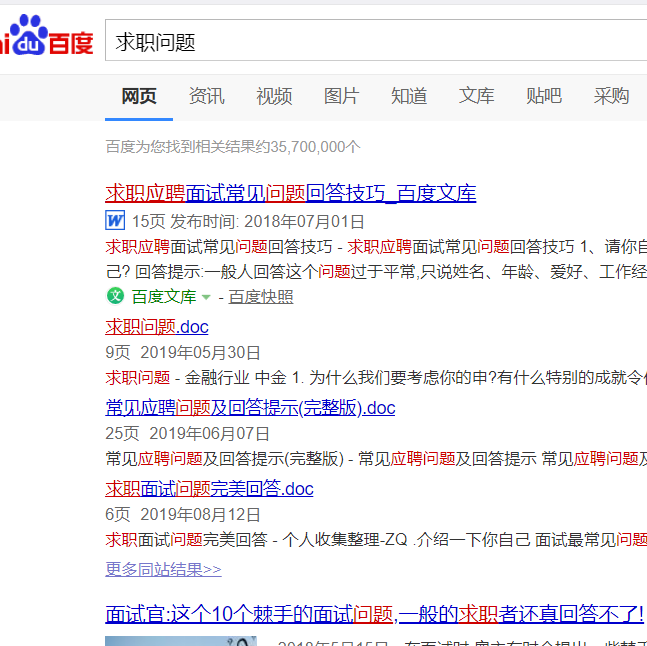 du百度
求职问题
网页 资讯 视频 图片 知道 文库 贴吧 采购
百度为您找到相关结果约35,700,000个
求职应聘面试常见问题回答技巧_百度文库
W 15页 发布时间: 2018年07月01日
求职应聘面试常见问题回答技巧 - 求职应聘面试常见问题回答技巧 1、请你自
己? 回答提示:一般人回答这个问题过于平常,只说姓名、年龄、爱好、工作经
文 百度文库 - 百度快照
求职问题.doc
9页 2019年05月30日
求职问题 - 金融行业 中金 1. 为什么我们要考虑你的申?有什么特别的成就令
常见应聘问题及回答提示(完整版).doc
25页 2019年06月07日
常见应聘问题及回答提示(完整版) - 常见应聘问题及回答提示 常见应聘问题及
求职面试问题完美回答.doc
6页 2019年08月12日
求职面试问题完美回答 - 个人收集整理-ZQ .介绍一下你自己 面试最常见问题
更多同站结果>>
面试官:这个10个棘手的面试问题,一般的求职者还真回答不了!